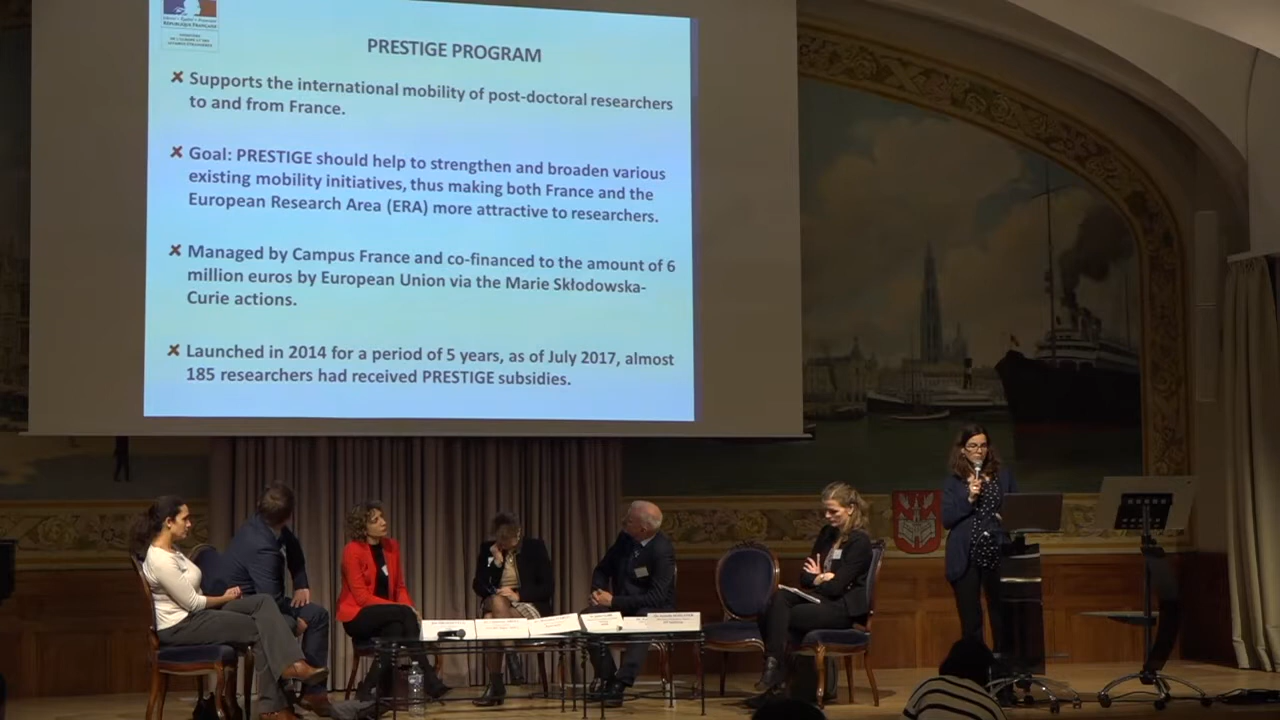 RÉPUBLIQUE FRANÇAISE
PRESTIGE PROGRAM
Supports the international mobility of post-doctoral researchers
to and from France.
Goal: PRESTIGE should help to strengthen and broaden various
existing mobility initiatives, thus making both France and the
European Research Area (ERA) more attractive to researchers.
Managed by Campus France and co-financed to the amount of 6
million euros by European Union via the Marie Skłodowska-
Curie actions.
Launched in 2014 for a period of 5 years, as of July 2017, almost
185 researchers had received PRESTIGE subsidies.